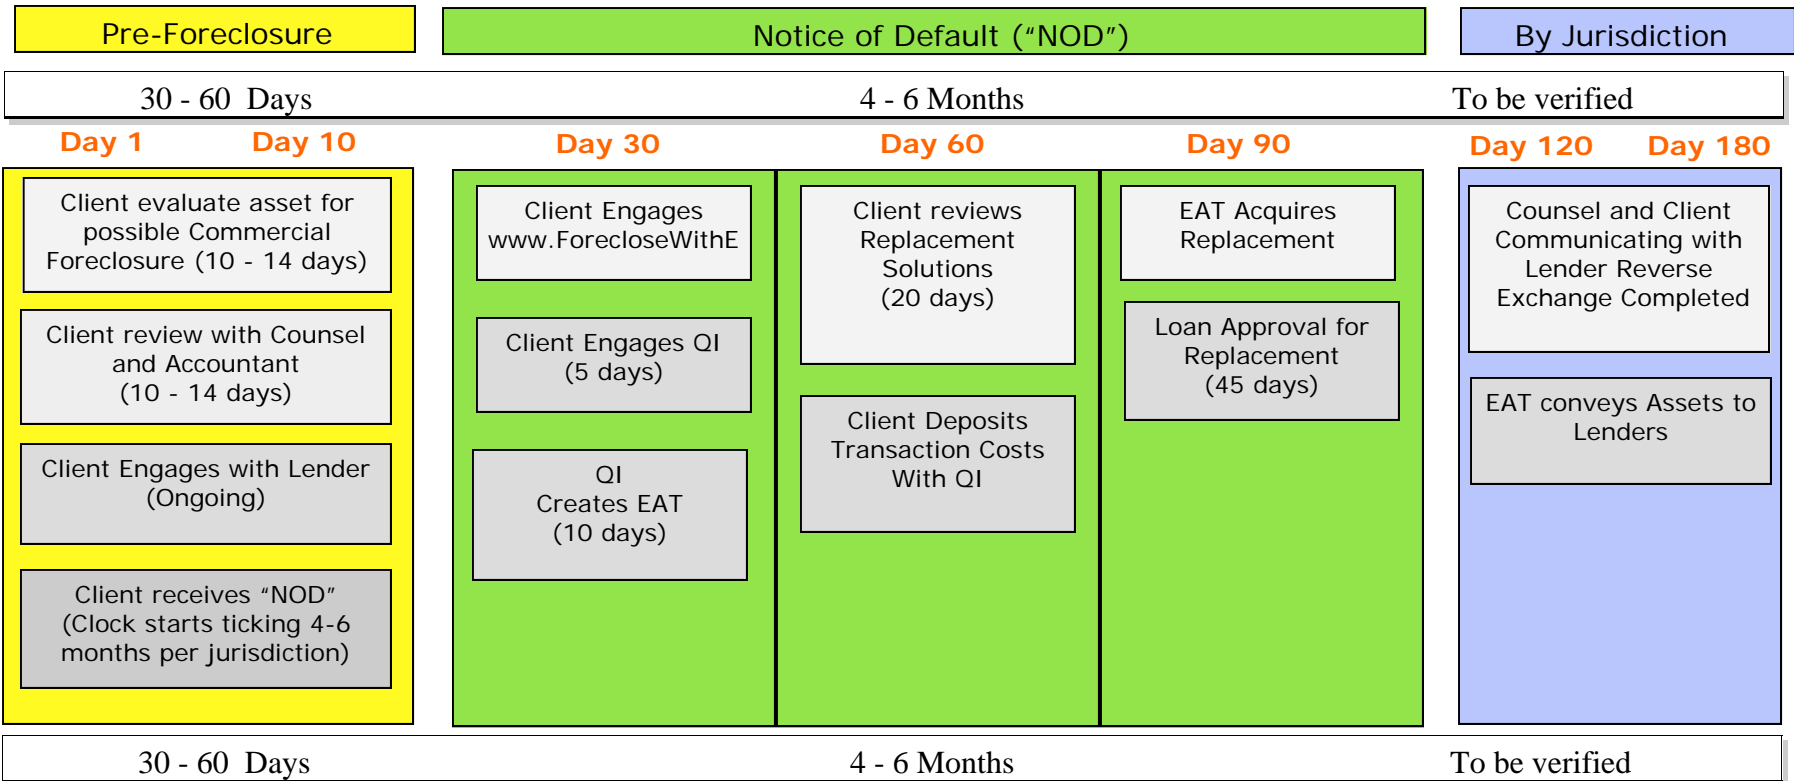 Pre-Foreclosure
Notice of Default (“NOD”)
By Jurisdiction
30 - 60 Days
4 - 6 Months
To be verified
Day 1
Day 10
Day 30
Day 60
Day 90
Day 120
Day 180
Client evaluate asset for
possible Commercial
Foreclosure (10 - 14 days)
Client review with Counsel
and Accountant
(10 - 14 days)
Client Engages with Lender
(Ongoing)
Client receives “NOD”
(Clock starts ticking 4-6
months per jurisdiction)
Client Engages
www.ForecloseWithE
Client Engages QI
(5 days)
QI
Creates EAT
(10 days)
Client reviews
Replacement
Solutions
(20 days)
Client Deposits
Transaction Costs
With QI
EAT Acquires
Replacement
Loan Approval for
Replacement
(45 days)
Counsel and Client
Communicating with
Lender Reverse
Exchange Completed
EAT conveys Assets to
Lenders
30 - 60 Days
4 - 6 Months
To be verified